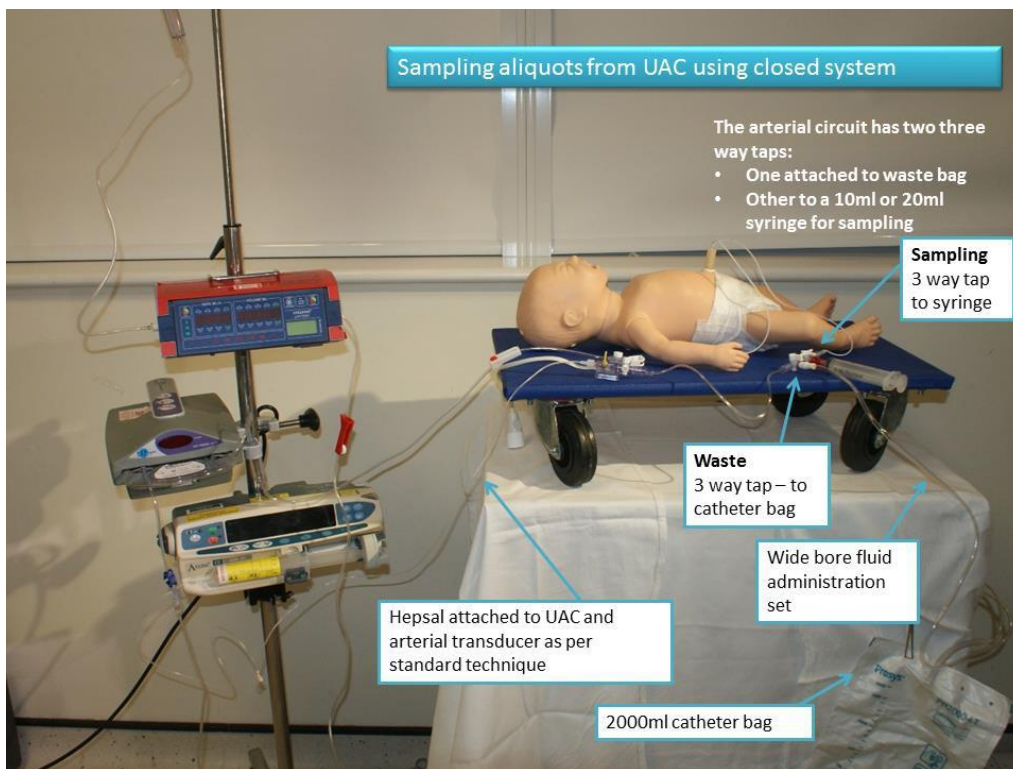 Sampling aliquots from UAC using closed system
The arterial circuit has two three
way taps:
• One attached to waste bag
• Other to a 10ml or 20ml
syringe for sampling
Sampling
3 way tap
to syringe
Waste
3 way tap – to
catheter bag
Wide bore fluid
administration
set
Hepsal attached to UAC and
arterial transducer as per
standard technique
2000ml catheter bag
Prosys